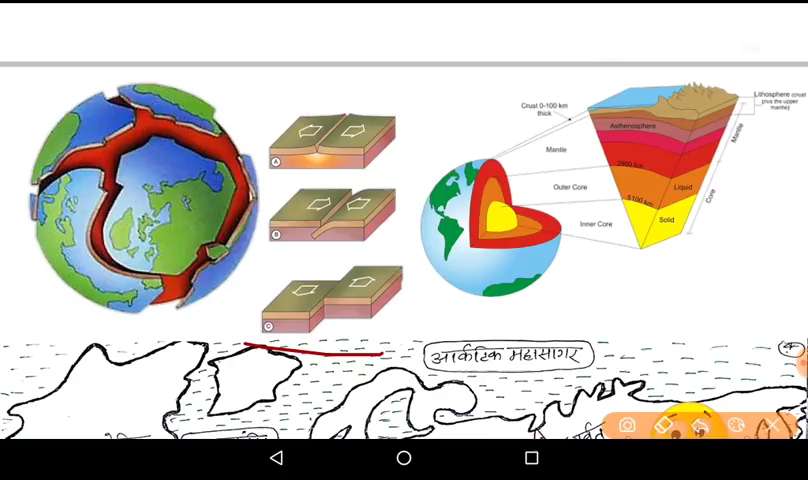 Crust 0-100 km
thick
Mantle
Outer Core
Inner Core
Lithosphere (crust
plus the upper
mantle)
Asthenosphere
2900 km
Liquid
5100 km
Solid
Mantle
Core
A
B
C
आर्कटिक महासागर